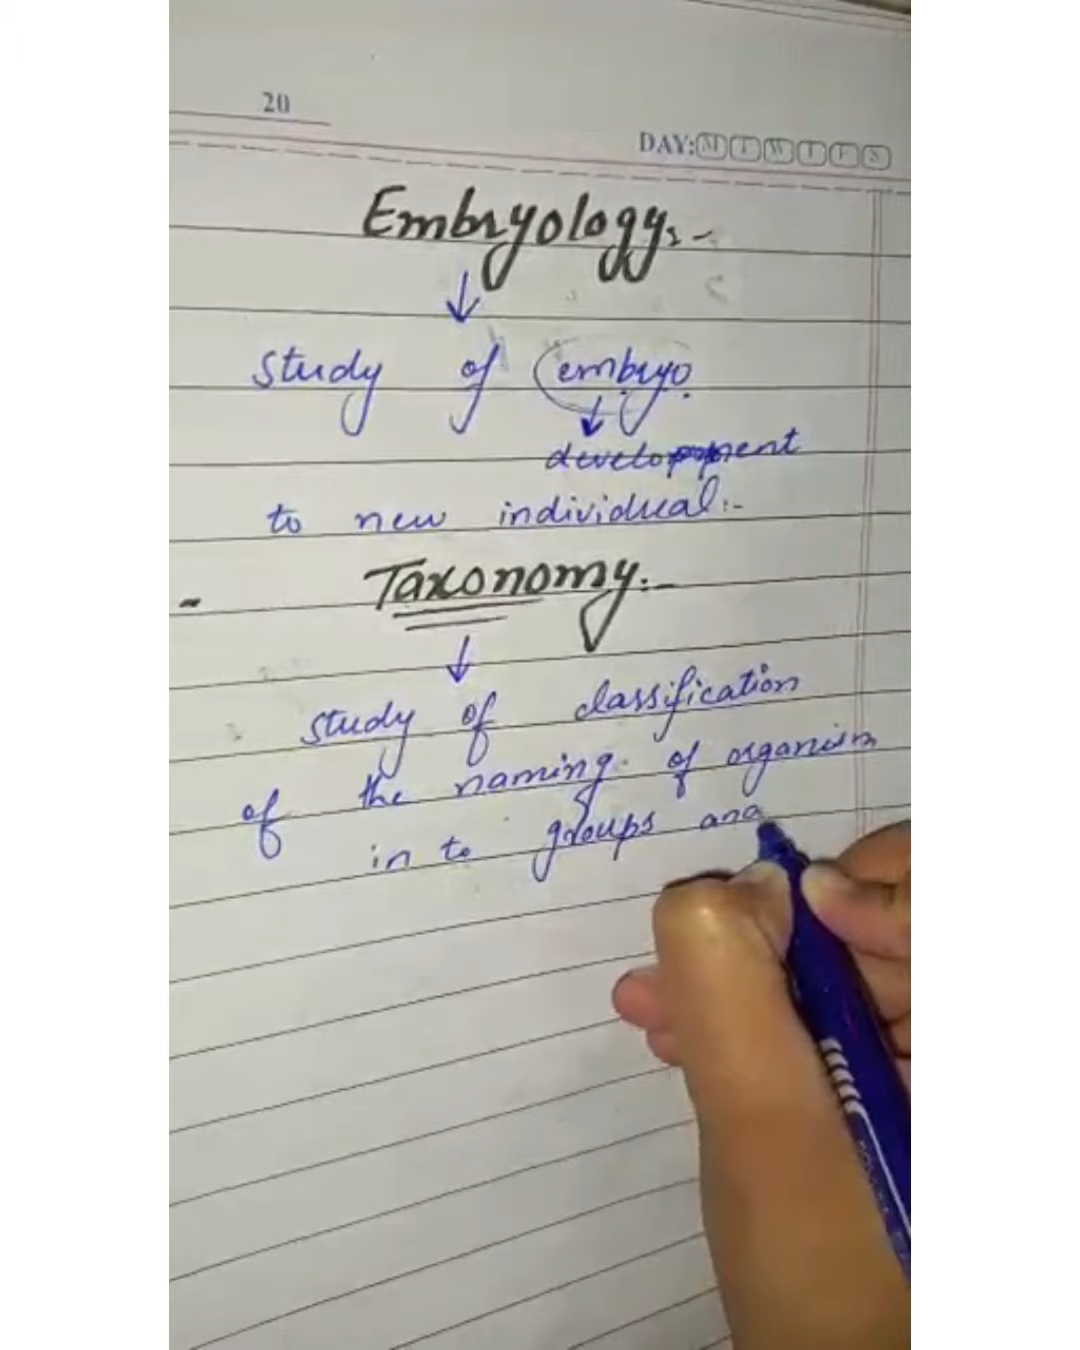 20
DAY: M T W T F S
Embryology:-
↓
study of embryo.
↓
development
to new individual:-
- Taxonomy:-
↓
study of classification
of the naming of organism
in to groups and